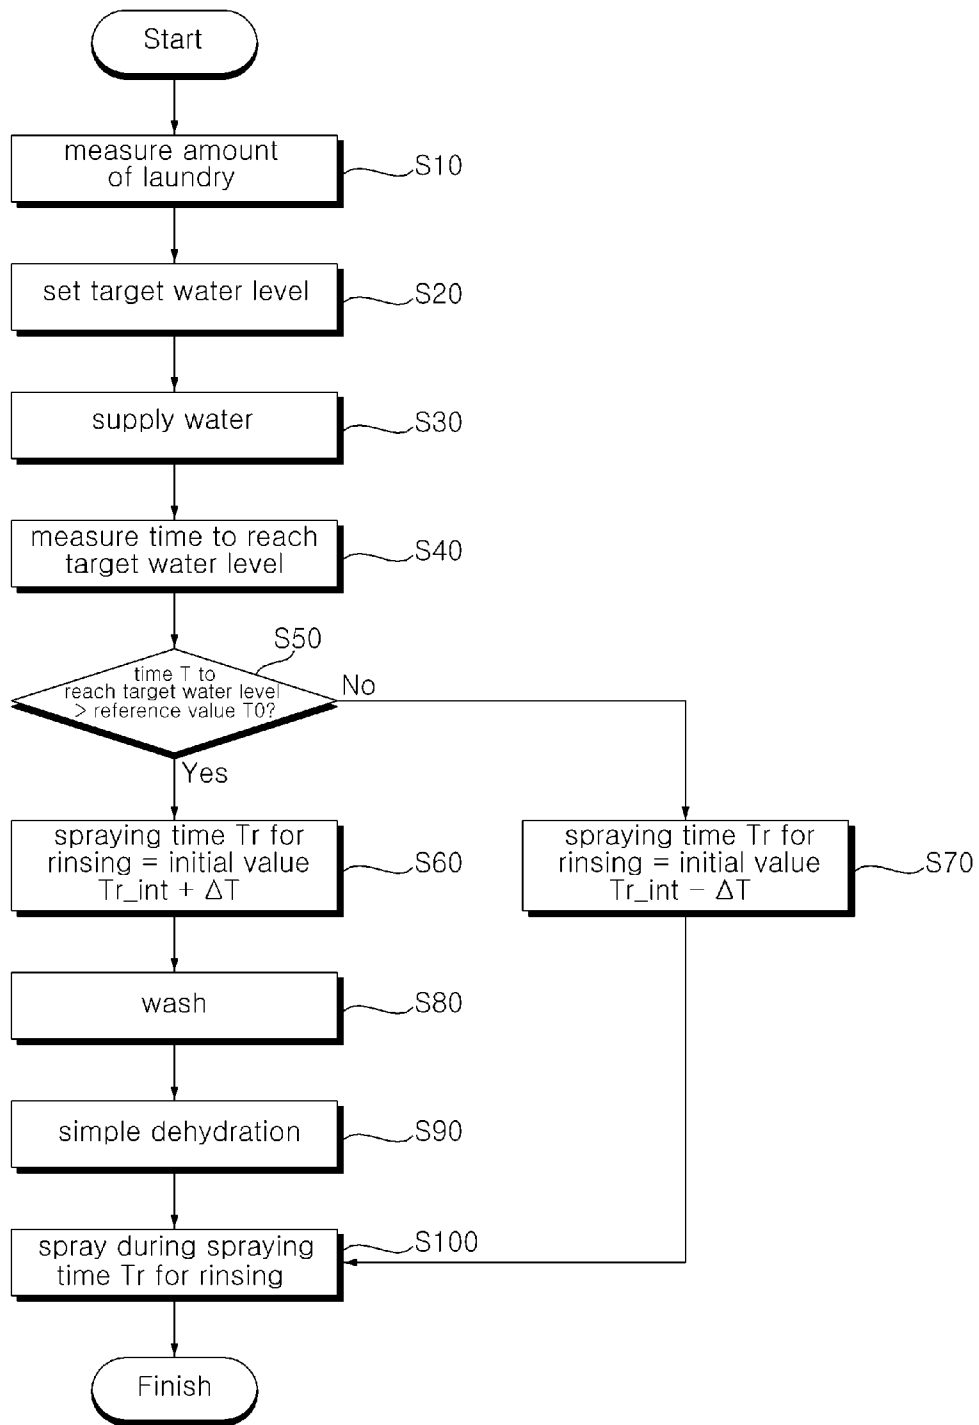 Start
measure amount
of laundry
S10
set target water level
S20
supply water
S30
measure time to reach
target water level
S40
S50
time T to
reach target water level
> reference value T0?
No
Yes
spraying time Tr for
rinsing = initial value
Tr_int + ΔT
S60
spraying time Tr for
rinsing = initial value
Tr_int − ΔT
S70
wash
S80
simple dehydration
S90
spray during spraying
time Tr for rinsing
S100
Finish